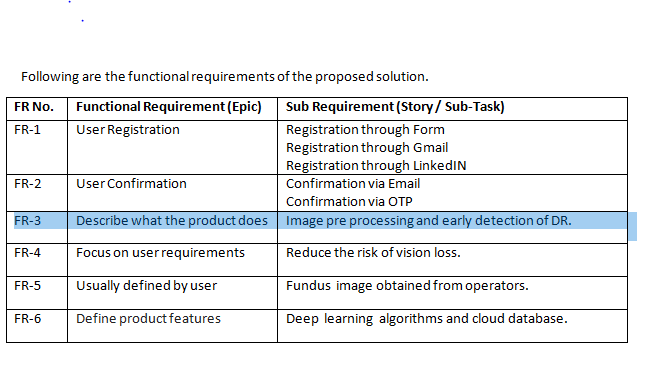 Following are the functional requirements of the proposed solution.
FR No. Functional Requirement (Epic) Sub Requirement (Story / Sub-Task)
FR-1 User Registration Registration through Form
Registration through Gmail
Registration through LinkedIN
FR-2 User Confirmation Confirmation via Email
Confirmation via OTP
FR-3 Describe what the product does Image pre processing and early detection of DR.
FR-4 Focus on user requirements Reduce the risk of vision loss.
FR-5 Usually defined by user Fundus image obtained from operators.
FR-6 Define product features Deep learning algorithms and cloud database.